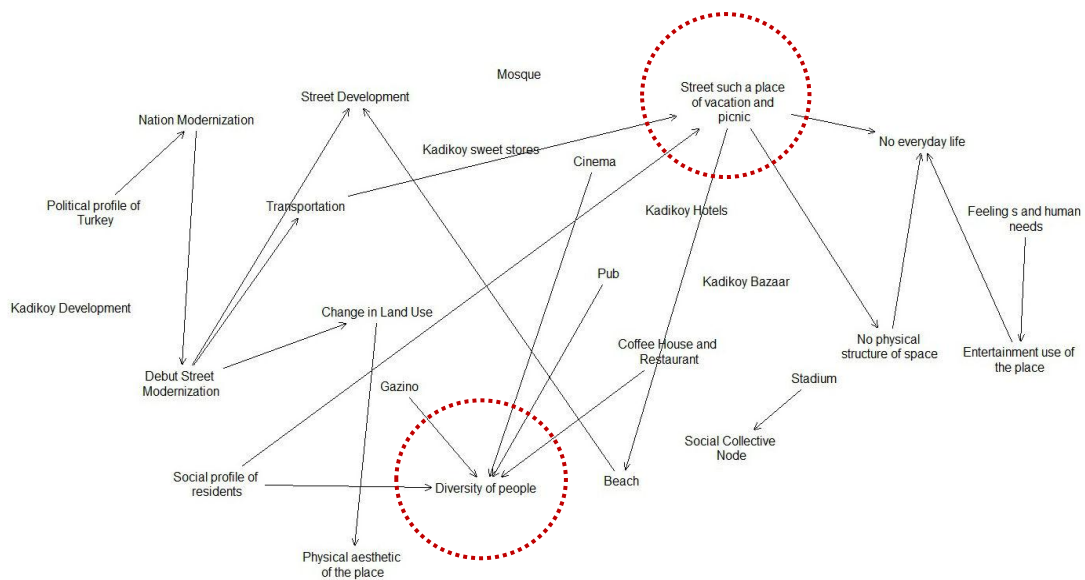 Mosque
Street such a place
of vacation and
picnic
Street Development
Nation Modernization
Kadikoy sweet stores
No everyday life
Cinema
Political profile of
Turkey
Transportation
Kadikoy Hotels
Feeling s and human
needs
Pub
Kadikoy Bazaar
Kadikoy Development
Change in Land Use
Coffee House and
Restaurant
No physical
structure of space
Entertainment use of
the place
Debut Street
Modernization
Gazino
Stadium
Social Collective
Node
Social profile of
residents
Diversity of people
Beach
Physical aesthetic
of the place